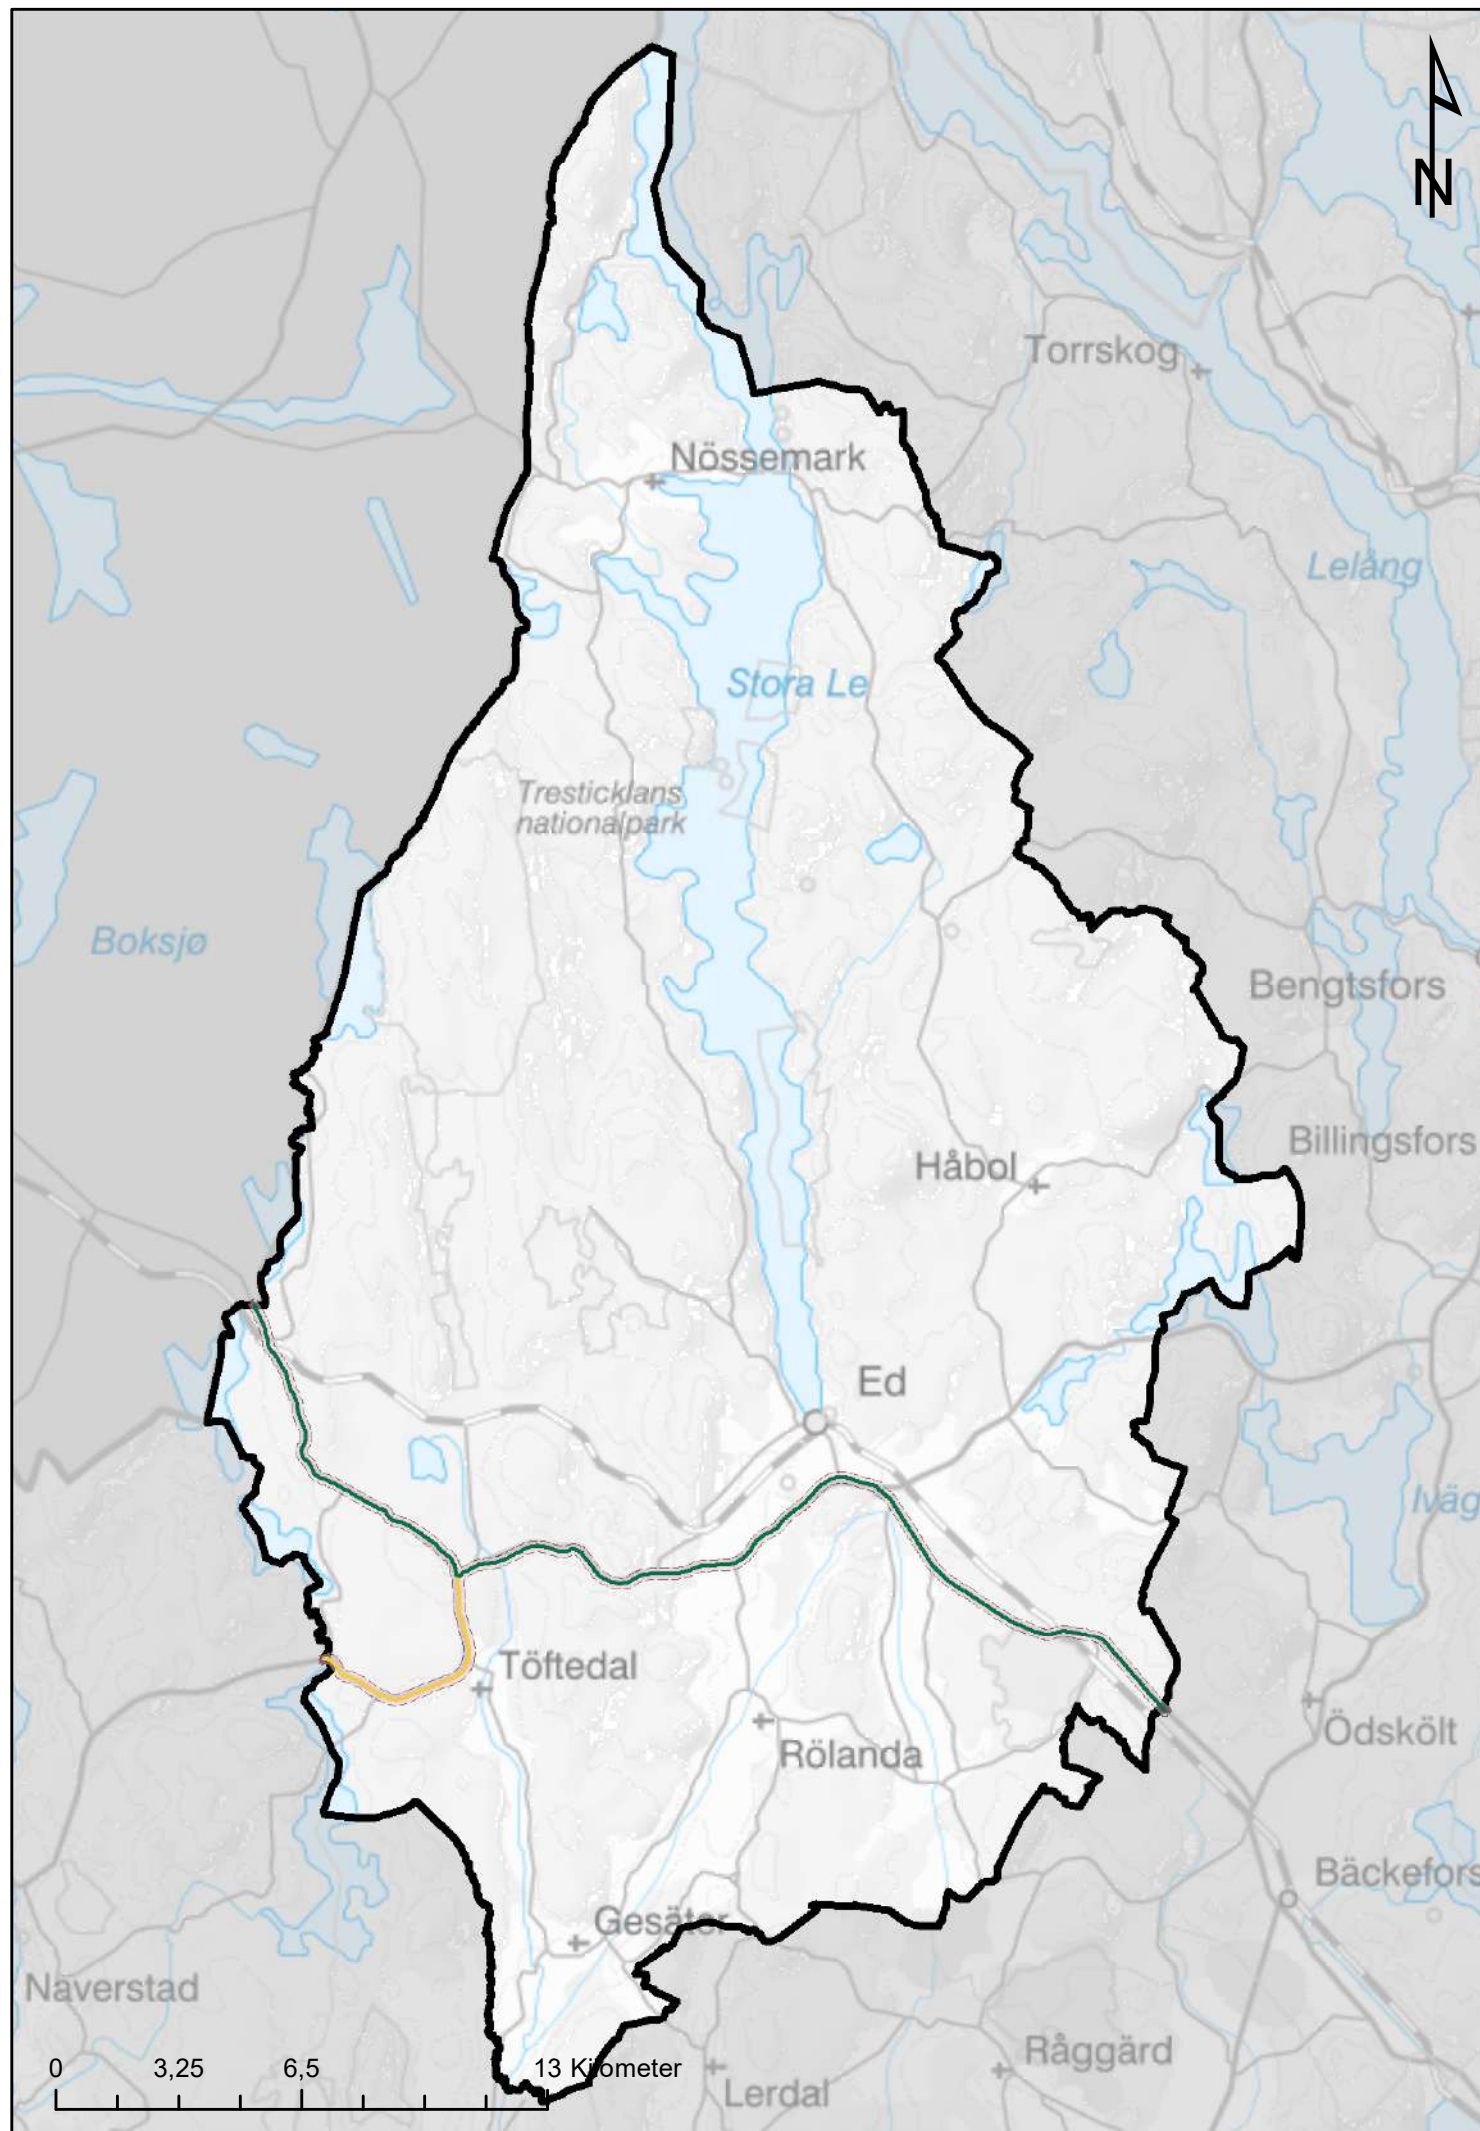 N
Torrskog
Nössemark
Lelång
Stora Le
Tresticklans
nationalpark
Boksjø
Bengtsfors
Billingsfors
Håbol
Ed
Iväg
Töftedal
Ödskölt
Rölanda
Bäckefors
Gesäter
Naverstad
Råggärd
Lerdal
0 3,25 6,5 13 Kilometer